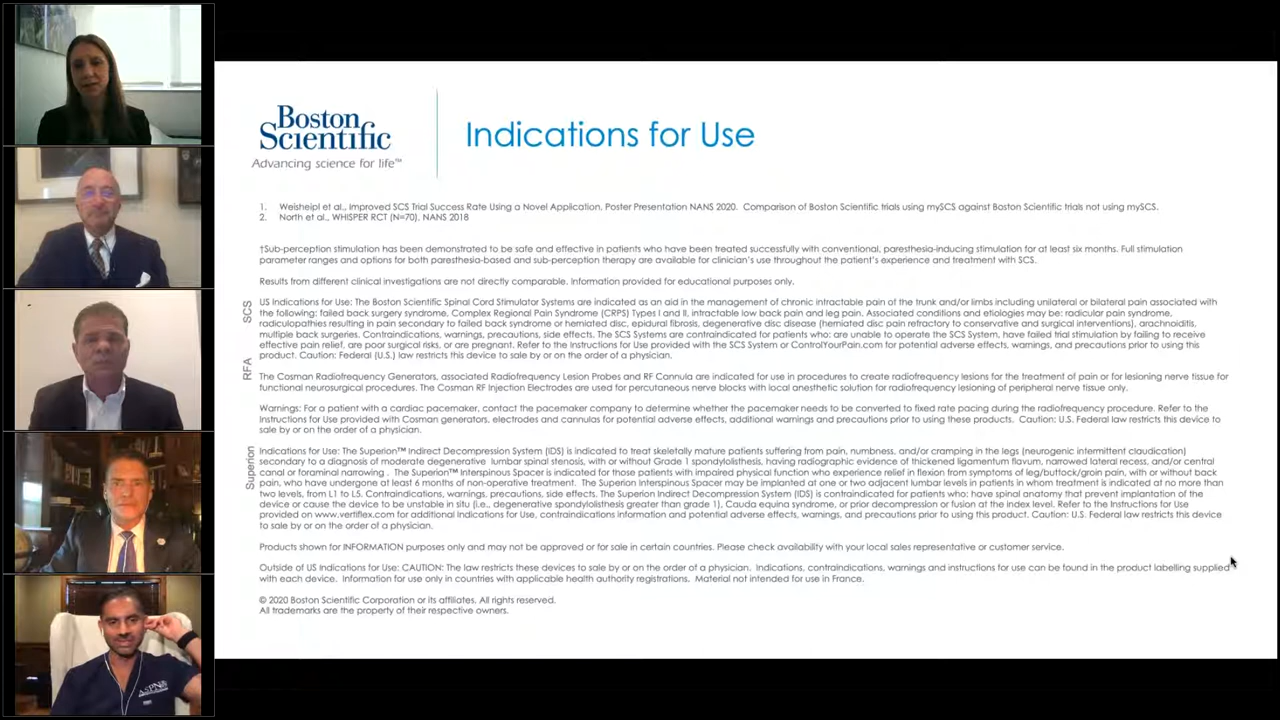 Boston
Scientific
Advancing science for life™
Indications for Use
1. Weisheipl et al., Improved SCS Trial Success Rate Using a Novel Application, Poster Presentation NANS 2020. Comparison of Boston Scientific trials using mySCS against Boston Scientific trials not using mySCS.
2. North et al., WHISPER RCT (N=70), NANS 2018
†Sub-perception stimulation has been demonstrated to be safe and effective in patients who have been treated successfully with conventional, paresthesia-inducing stimulation for at least six months. Full stimulation
parameter ranges and options for both paresthesia-based and sub-perception therapy are available for clinician's use throughout the patient's experience and treatment with SCS.
Results from different clinical investigations are not directly comparable. Information provided for educational purposes only.
SCS
US Indications for Use: The Boston Scientific Spinal Cord Stimulator Systems are indicated as an aid in the management of chronic intractable pain of the trunk and/or limbs including unilateral or bilateral pain associated with
the following: failed back surgery syndrome, Complex Regional Pain Syndrome (CRPS) Types I and II, intractable low back pain and leg pain. Associated conditions and etiologies may be: radicular pain syndrome,
radiculopathies resulting in pain secondary to failed back syndrome or herniated disc, epidural fibrosis, degenerative disc disease (herniated disc pain refractory to conservative and surgical interventions), arachnoiditis,
multiple back surgeries. Contraindications, warnings, precautions, side effects. The SCS Systems are contraindicated for patients who: are unable to operate the SCS System, have failed trial stimulation by failing to receive
effective pain relief, are poor surgical risks, or are pregnant. Refer to the Instructions for Use provided with the SCS System or ControlYourPain.com for potential adverse effects, warnings, and precautions prior to using this
product. Caution: Federal (U.S.) law restricts this device to sale by or on the order of a physician.
RFA
The Cosman Radiofrequency Generators, associated Radiofrequency Lesion Probes and RF Cannula are indicated for use in procedures to create radiofrequency lesions for the treatment of pain or for lesioning nerve tissue for
functional neurosurgical procedures. The Cosman RF Injection Electrodes are used for percutaneous nerve blocks with local anesthetic solution for radiofrequency lesioning of peripheral nerve tissue only.
Warnings: For a patient with a cardiac pacemaker, contact the pacemaker company to determine whether the pacemaker needs to be converted to fixed rate pacing during the radiofrequency procedure. Refer to the
Instructions for Use provided with Cosman generators, electrodes and cannulas for potential adverse effects, additional warnings and precautions prior to using these products. Caution: U.S. Federal law restricts this device to
sale by or on the order of a physician.
Superion
Indications for Use: The Superion™ Indirect Decompression System (IDS) is indicated to treat skeletally mature patients suffering from pain, numbness, and/or cramping in the legs (neurogenic intermittent claudication)
secondary to a diagnosis of moderate degenerative lumbar spinal stenosis, with or without Grade 1 spondylolisthesis, having radiographic evidence of thickened ligamentum flavum, narrowed lateral recess, and/or central
canal or foraminal narrowing . The Superion™ Interspinous Spacer is indicated for those patients with impaired physical function who experience relief in flexion from symptoms of leg/buttock/groin pain, with or without back
pain, who have undergone at least 6 months of non-operative treatment. The Superion Interspinous Spacer may be implanted at one or two adjacent lumbar levels in patients in whom treatment is indicated at no more than
two levels, from L1 to L5. Contraindications, warnings, precautions, side effects. The Superion Indirect Decompression System (IDS) is contraindicated for patients who: have spinal anatomy that prevent implantation of the
device or cause the device to be unstable in situ (i.e., degenerative spondylolisthesis greater than grade 1), Cauda equina syndrome, or prior decompression or fusion at the index level. Refer to the Instructions for Use
provided on www.vertiflex.com for additional Indications for Use, contraindications information and potential adverse effects, warnings, and precautions prior to using this product. Caution: U.S. Federal law restricts this device
to sale by or on the order of a physician.
Products shown for INFORMATION purposes only and may not be approved or for sale in certain countries. Please check availability with your local sales representative or customer service.
Outside of US Indications for Use: CAUTION: The law restricts these devices to sale by or on the order of a physician. Indications, contraindications, warnings and instructions for use can be found in the product labelling supplied
with each device. Information for use only in countries with applicable health authority registrations. Material not intended for use in France.
© 2020 Boston Scientific Corporation or its affiliates. All rights reserved.
All trademarks are the property of their respective owners.